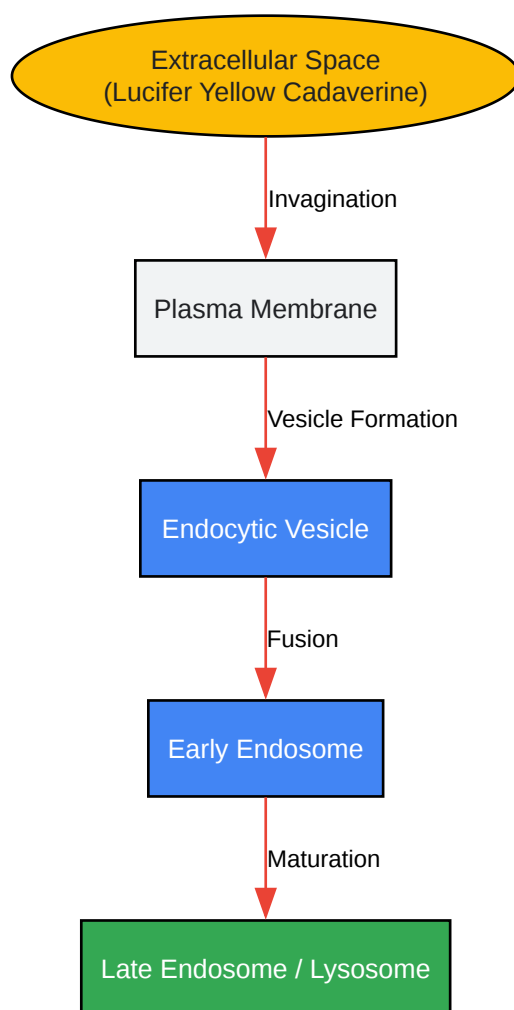 Extracellular Space
(Lucifer Yellow Cadaverine)
Invagination
Plasma Membrane
Vesicle Formation
Endocytic Vesicle
Fusion
Early Endosome
Maturation
Late Endosome / Lysosome